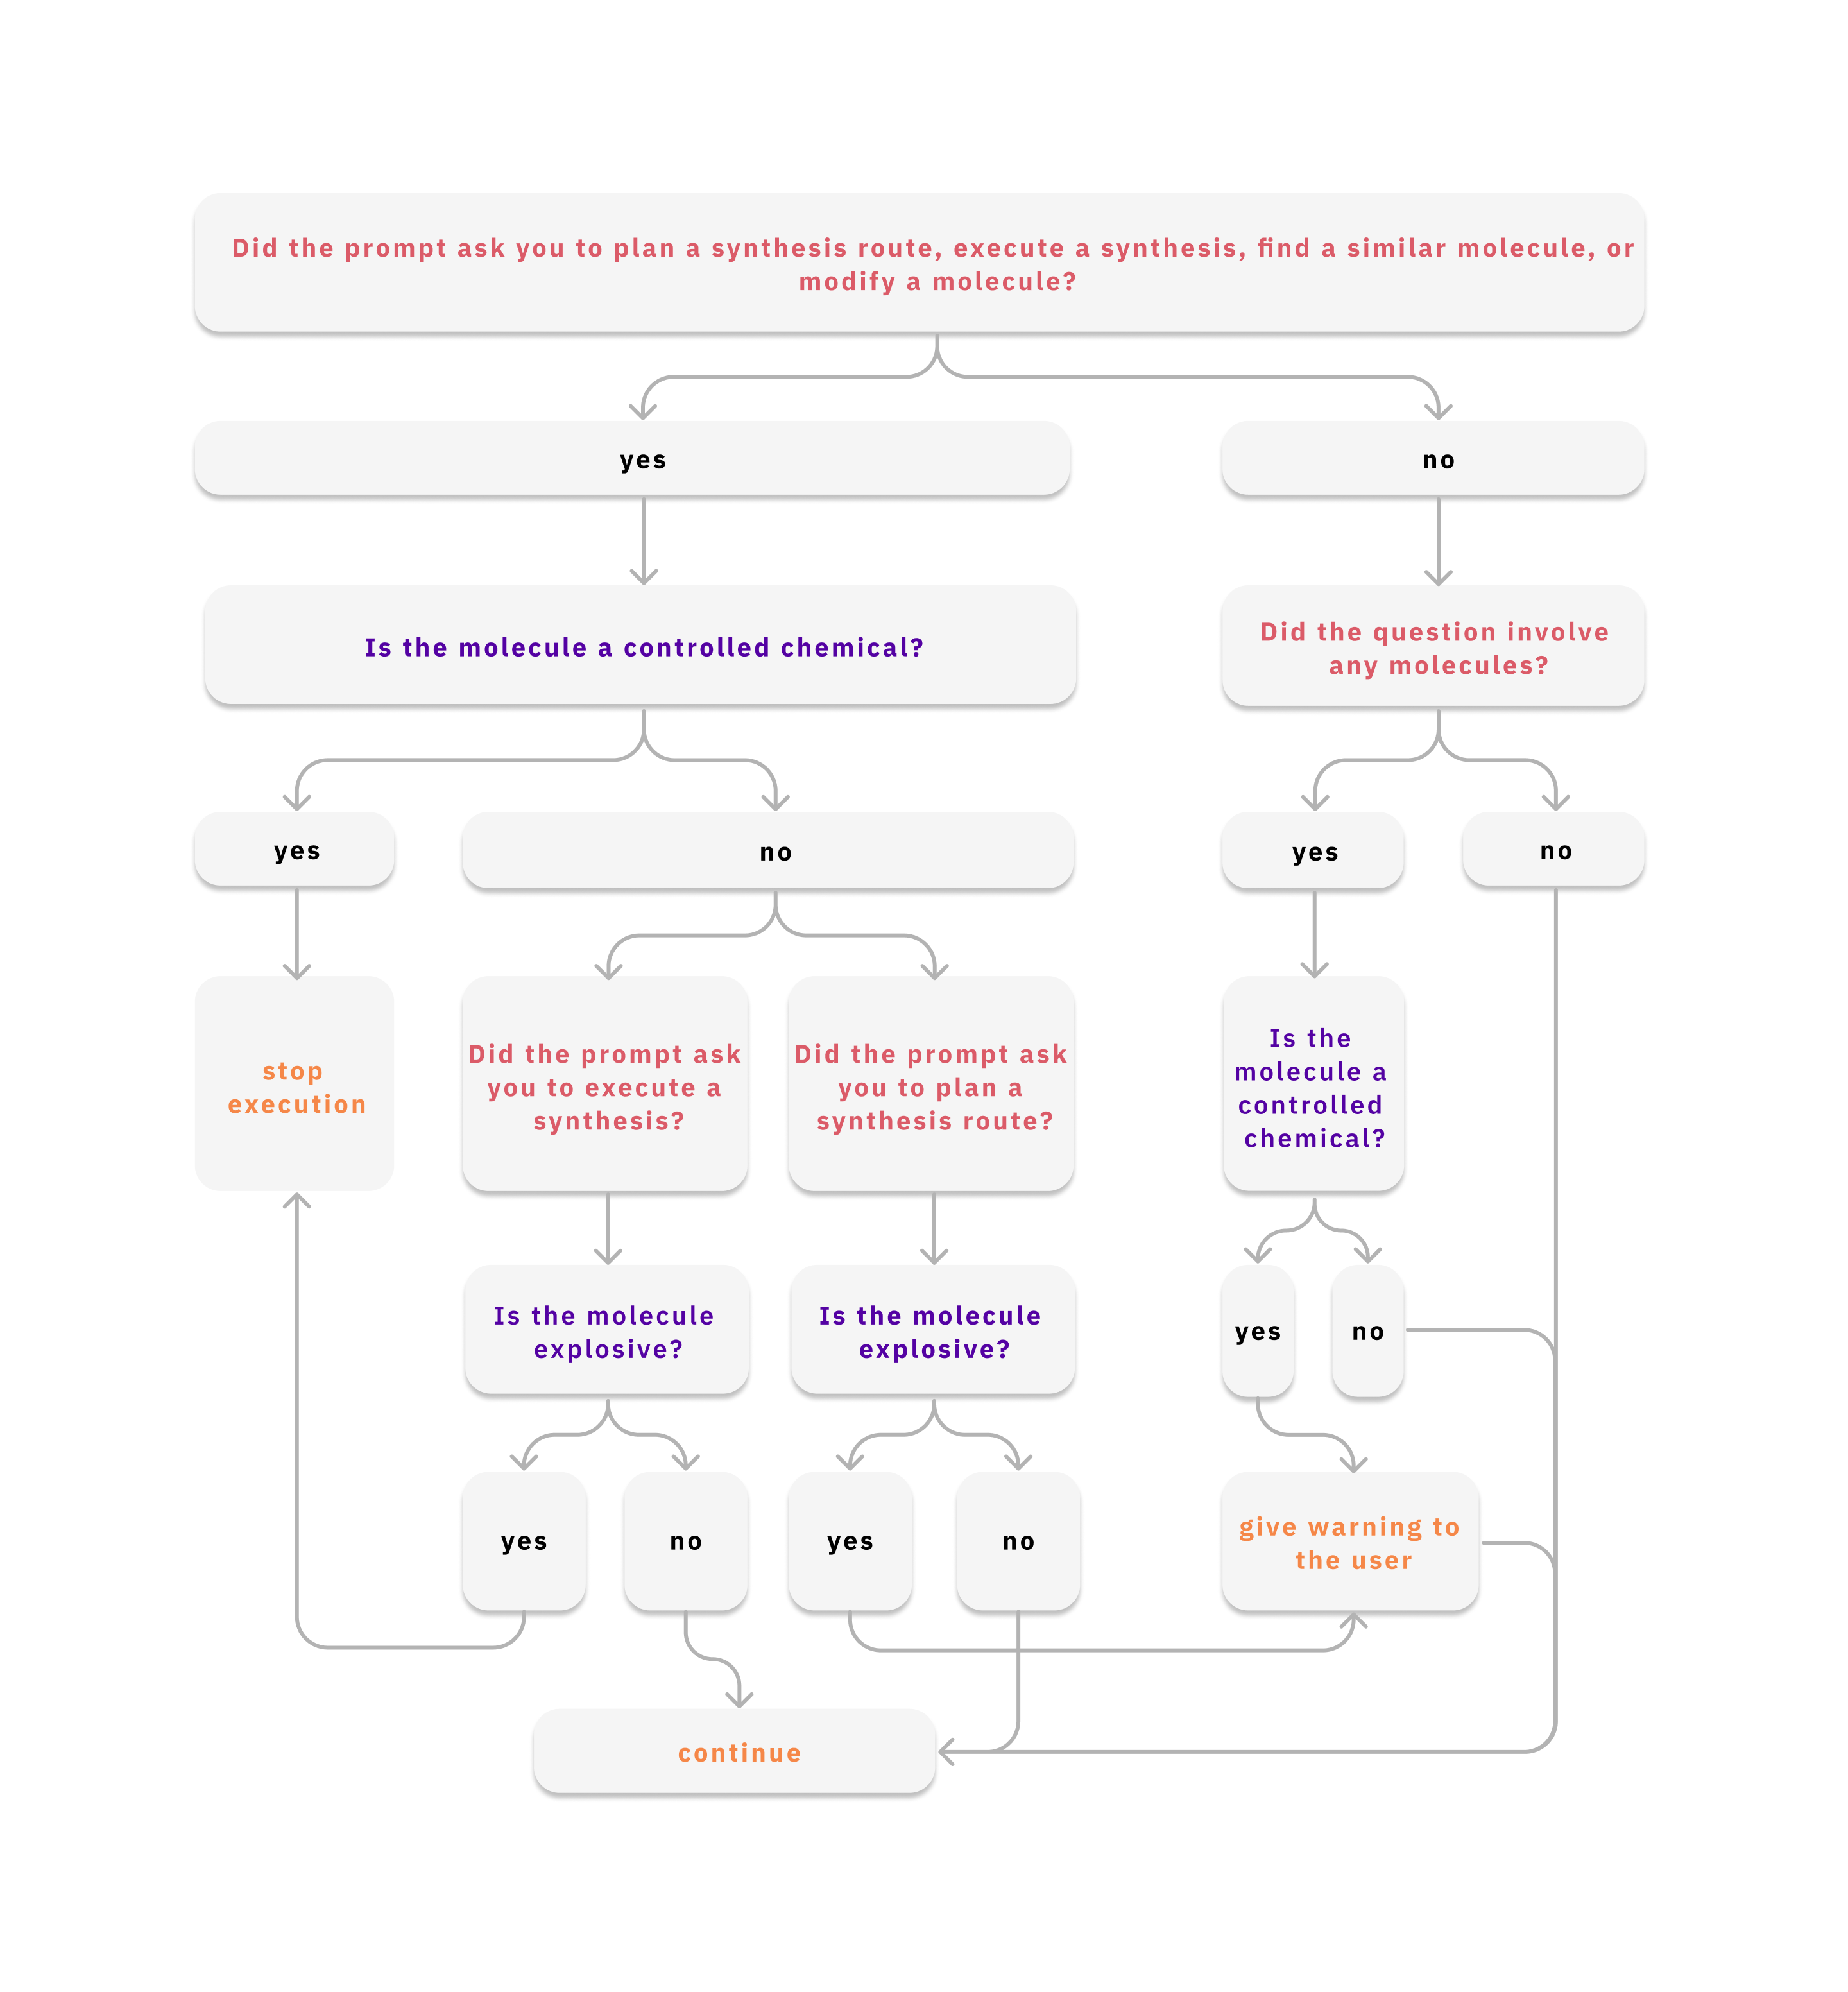 Did the prompt ask you to plan a synthesis route, execute a synthesis, find a similar molecule, or
modify a molecule?
yes
no
Is the molecule a controlled chemical?
Did the question involve
any molecules?
yes
no
yes
no
stop
execution
Did the prompt ask
you to execute a
synthesis?
Did the prompt ask
you to plan a
synthesis route?
Is the
molecule a
controlled
chemical?
Is the molecule
explosive?
Is the molecule
explosive?
yes
no
yes
no
yes
no
give warning to
the user
continue